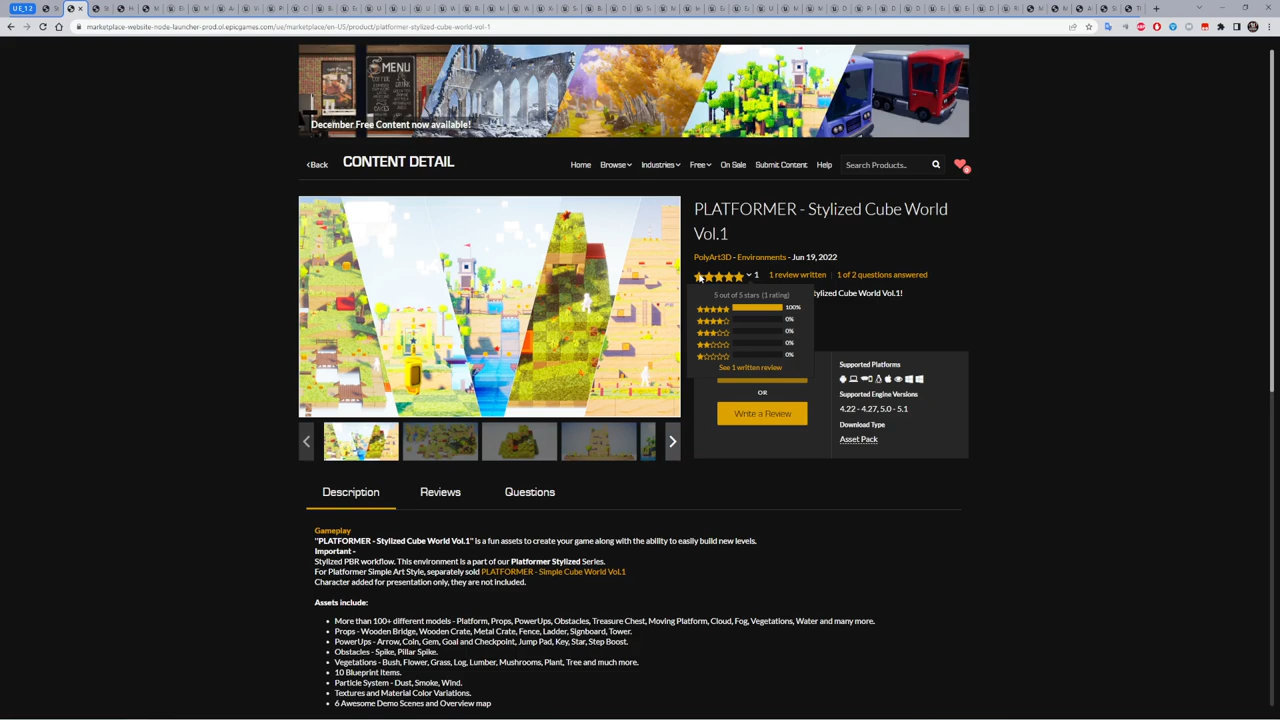 UE_12
marketplace-website-node-launcher-prod.ol.epicgames.com/ue/marketplace/en-US/product/platformer-stylized-cube-world-vol-1
MENU
December Free Content now available!
Back
CONTENT DETAIL
Home
Browse
Industries
Free
On Sale
Submit Content
Help
Search Products..
0
PLATFORMER - Stylized Cube World
Vol.1
PolyArt3D - Environments - Jun 19, 2022
1
1 review written
1 of 2 questions answered
5 out of 5 stars (1 rating)
tylized Cube World Vol.1!
100%
0%
0%
0%
0%
See 1 written review
OR
Write a Review
Supported Platforms
Supported Engine Versions
4.22 - 4.27, 5.0 - 5.1
Download Type
Asset Pack
Description
Reviews
Questions
Gameplay
"PLATFORMER - Stylized Cube World Vol.1" is a fun assets to create your game along with the ability to easily build new levels.
Important -
Stylized PBR workflow. This environment is a part of our Platformer Stylized Series.
For Platformer Simple Art Style, separately sold PLATFORMER - Simple Cube World Vol.1
Character added for presentation only, they are not included.
Assets include:
More than 100+ different models - Platform, Props, PowerUps, Obstacles, Treasure Chest, Moving Platform, Cloud, Fog, Vegetations, Water and many more.
Props - Wooden Bridge, Wooden Crate, Metal Crate, Fence, Ladder, Signboard, Tower.
PowerUps - Arrow, Coin, Gem, Goal and Checkpoint, Jump Pad, Key, Star, Step Boost.
Obstacles - Spike, Pillar Spike.
Vegetations - Bush, Flower, Grass, Log, Lumber, Mushrooms, Plant, Tree and much more.
10 Blueprint Items.
Particle System - Dust, Smoke, Wind.
Textures and Material Color Variations.
6 Awesome Demo Scenes and Overview map